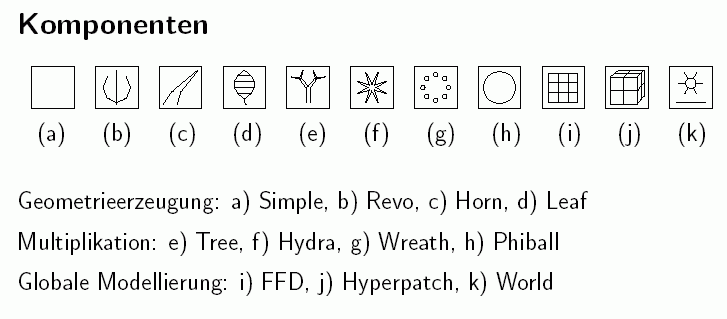 Komponenten
(a) (b) (c) (d) (e) (f) (g) (h) (i) (j) (k)
Geometrieerzeugung: a) Simple, b) Revo, c) Horn, d) Leaf
Multiplikation: e) Tree, f) Hydra, g) Wreath, h) Phiball
Globale Modellierung: i) FFD, j) Hyperpatch, k) World